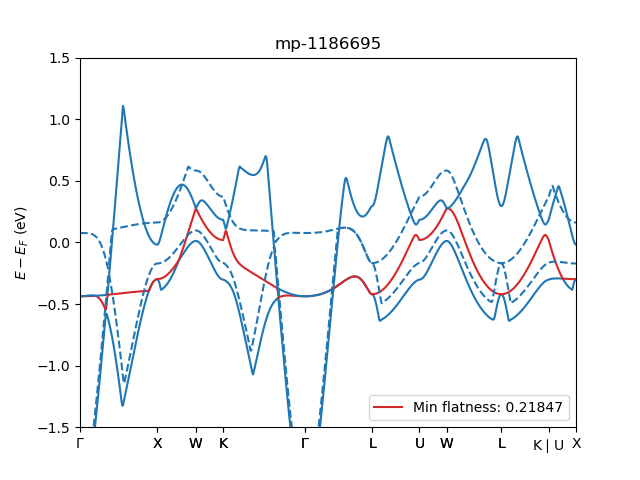 mp-1186695
E − E_F (eV)
1.5
1.0
0.5
0.0
−0.5
−1.0
−1.5
Min flatness: 0.21847
Γ X W K Γ L U W L K | U X